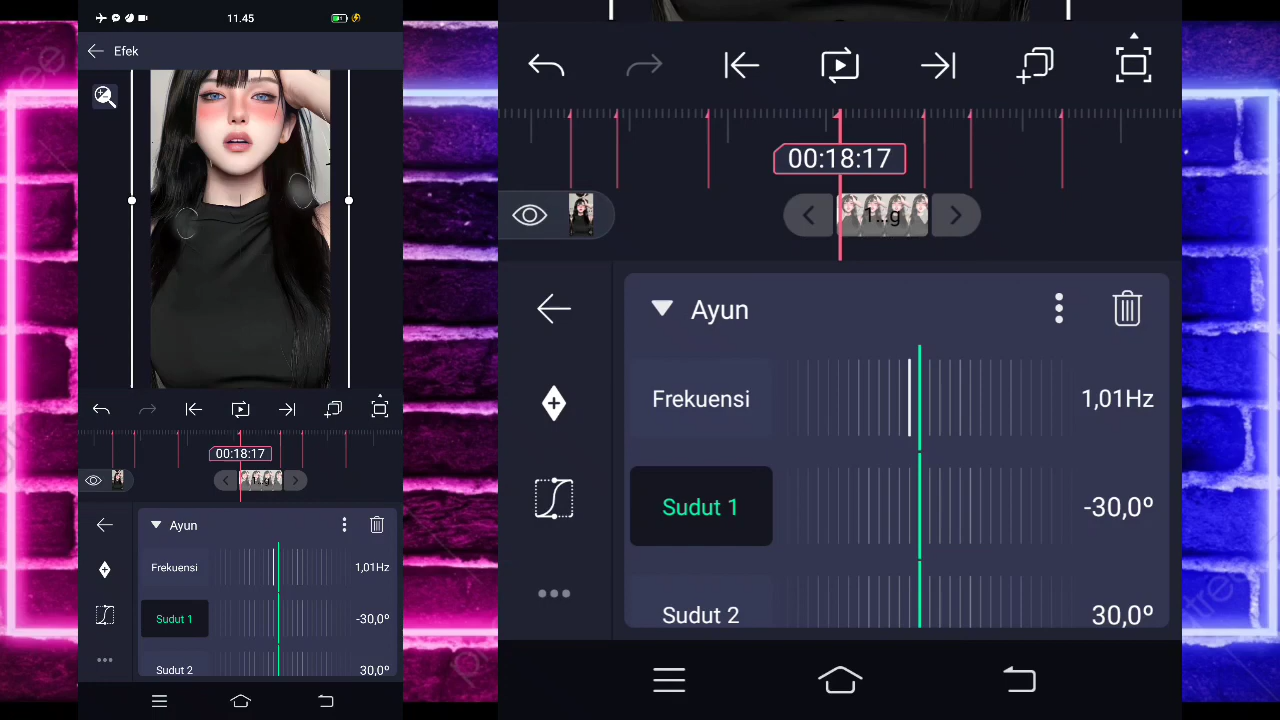 11.45
Efek
00:18:17
Ayun
Frekuensi
1,01Hz
Sudut 1
-30,0º
Sudut 2
30,0º
00:18:17
1...g
Ayun
Frekuensi
1,01Hz
Sudut 1
-30,0º
Sudut 2
30,0º